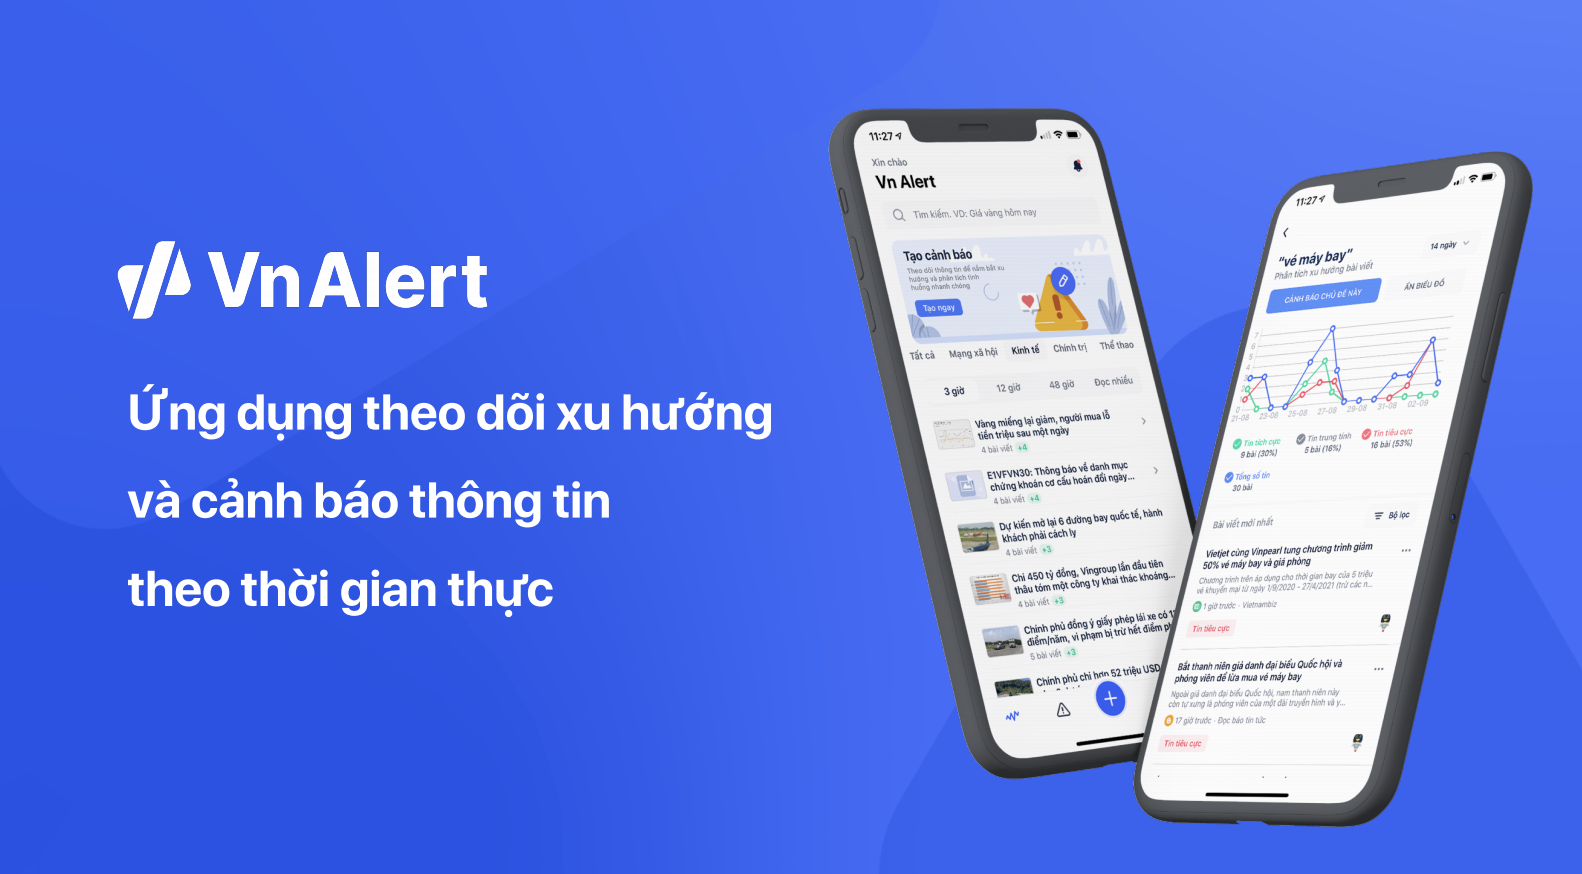 Vn Alert
Ứng dụng theo dõi xu hướng
và cảnh báo thông tin
theo thời gian thực
11:27
Xin chào
Vn Alert
Tìm kiếm. VD: Giá vàng hôm nay
Tạo cảnh báo
Theo dõi thông tin để nắm bắt xu
hướng và phân tích tình
huống nhanh chóng
Tạo ngay
Tất cả Mạng xã hội Kinh tế Chính trị Thể thao
3 giờ 12 giờ 48 giờ Đọc nhiều
Vàng miếng lại giảm, người mua lỗ
tiền triệu sau một ngày
4 bài viết +4
E1VFVN30: Thông báo về danh mục
chứng khoán cơ cấu hoán đổi ngày...
4 bài viết +4
Dự kiến mở lại 6 đường bay quốc tế, hành
khách phải cách ly
4 bài viết +3
Chi 450 tỷ đồng, Vingroup lần đầu tiên
thâu tóm một công ty khai thác khoáng...
4 bài viết +3
Chính phủ đồng ý giấy phép lái xe có 12
điểm/năm, vi phạm bị trừ hết điểm ph
5 bài viết +3
Chính phủ chi hơn 52 triệu USD
11:27
"vé máy bay"
14 ngày
Phân tích xu hướng bài viết
CẢNH BÁO CHỦ ĐỀ NÀY
ẨN BIỂU ĐỒ
7
6
5
4
3
2
1
0
21-08 23-08 25-08 27-08 29-08 31-08 02-09
Tin tích cực
9 bài (30%)
Tin trung tính
5 bài (16%)
Tin tiêu cực
16 bài (53%)
Tổng số tin
30 bài
Bài viết mới nhất
Bộ lọc
Vietjet cùng Vinpearl tung chương trình giảm
50% vé máy bay và giá phòng
Chương trình trên áp dụng cho thời gian bay của 5 triệu
vé khuyến mại từ ngày 1/9/2020 - 27/4/2021 (trừ các n...
1 giờ trước - Vietnambiz
Tin tiêu cực
Bắt thanh niên giả danh đại biểu Quốc hội và
phóng viên để lừa mua vé máy bay
Ngoài giả danh đại biểu Quốc hội, nam thanh niên này
còn tự xưng là phóng viên của một đài truyền hình và y...
17 giờ trước - Đọc báo tin tức
Tin tiêu cực